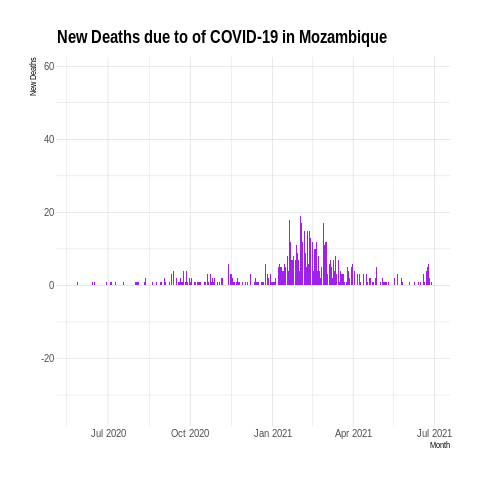 New Deaths due to of COVID-19 in Mozambique
New Deaths
60
40
20
0
-20
Jul 2020 Oct 2020 Jan 2021 Apr 2021 Jul 2021
Month